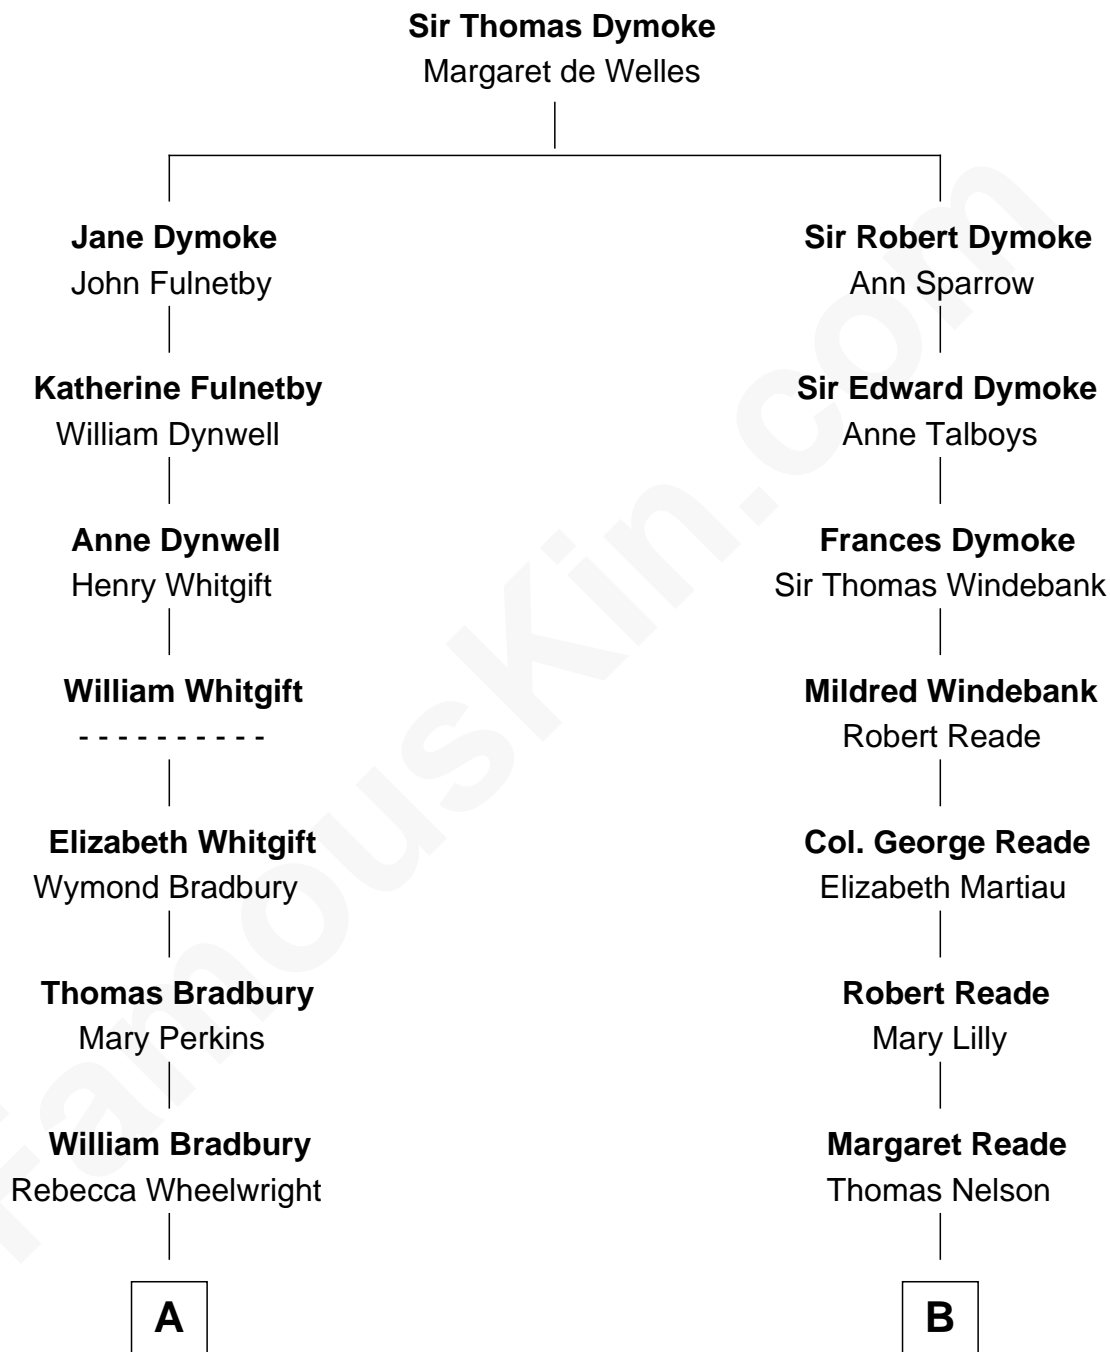 Sir Thomas Dymoke
Margaret de Welles
Jane Dymoke
John Fulnetby
Katherine Fulnetby
William Dynwell
Anne Dynwell
Henry Whitgift
William Whitgift
- - - - - - - - - -
Elizabeth Whitgift
Wymond Bradbury
Thomas Bradbury
Mary Perkins
William Bradbury
Rebecca Wheelwright
A
Sir Robert Dymoke
Ann Sparrow
Sir Edward Dymoke
Anne Talboys
Frances Dymoke
Sir Thomas Windebank
Mildred Windebank
Robert Reade
Col. George Reade
Elizabeth Martiau
Robert Reade
Mary Lilly
Margaret Reade
Thomas Nelson
B
FamousKin.com